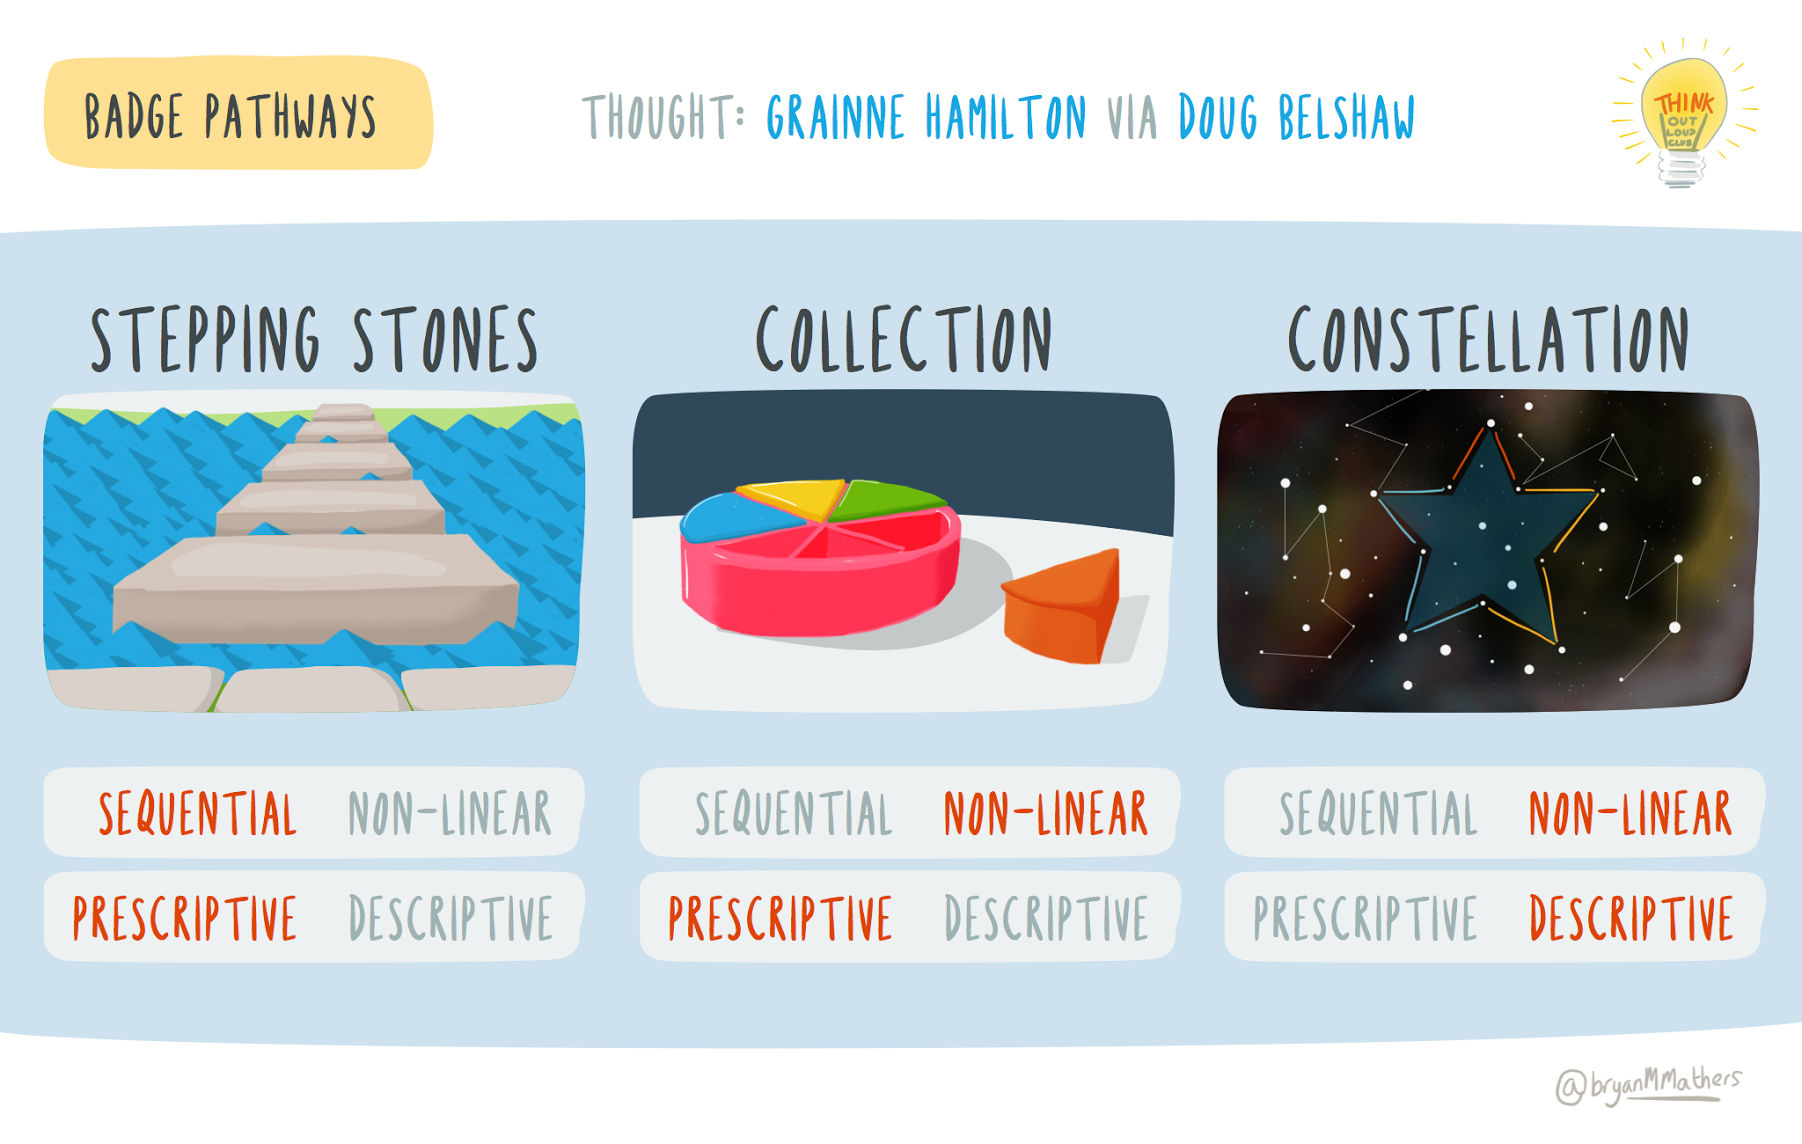 BADGE PATHWAYS
THOUGHT: GRAINNE HAMILTON VIA DOUG BELSHAW
THINK
OUT
LOUD
CLUB
STEPPING STONES
COLLECTION
CONSTELLATION
SEQUENTIAL NON-LINEAR
PRESCRIPTIVE DESCRIPTIVE
SEQUENTIAL NON-LINEAR
PRESCRIPTIVE DESCRIPTIVE
SEQUENTIAL NON-LINEAR
PRESCRIPTIVE DESCRIPTIVE
@bryanMMathers